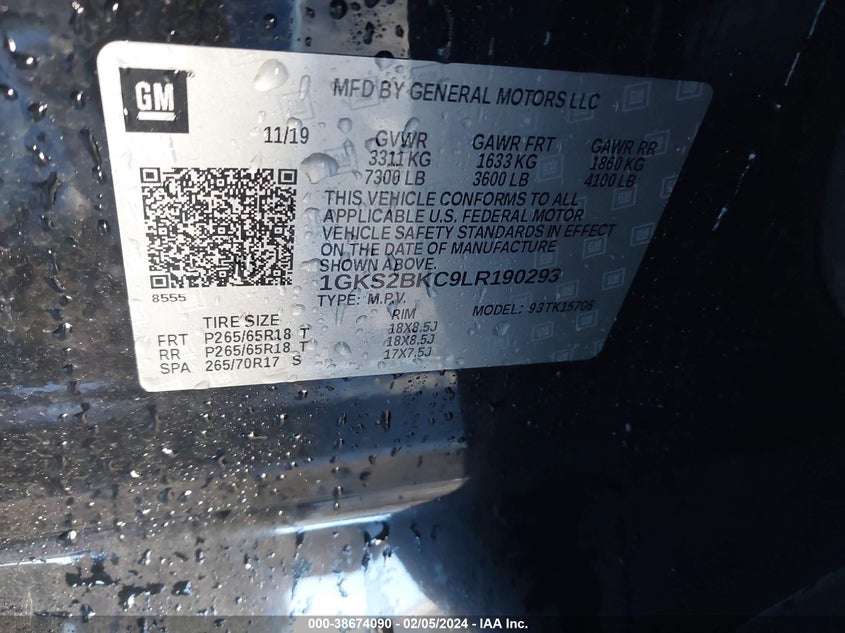 GM
MFD BY GENERAL MOTORS LLC
11/19 GVWR GAWR FRT GAWR RR
3311 KG 1633 KG 1860 KG
7300 LB 3600 LB 4100 LB
THIS VEHICLE CONFORMS TO ALL
APPLICABLE U.S. FEDERAL MOTOR
VEHICLE SAFETY STANDARDS IN EFFECT
ON THE DATE OF MANUFACTURE
SHOWN ABOVE.
1GKS2BKC9LR190293
8555
TYPE: M.P.V. MODEL: 93TK15706
TIRE SIZE RIM
FRT P265/65R18 T 18X8.5J
RR P265/65R18 T 18X8.5J
SPA 265/70R17 S 17X7.5J
000-38674090 - 02/05/2024 - IAA Inc.